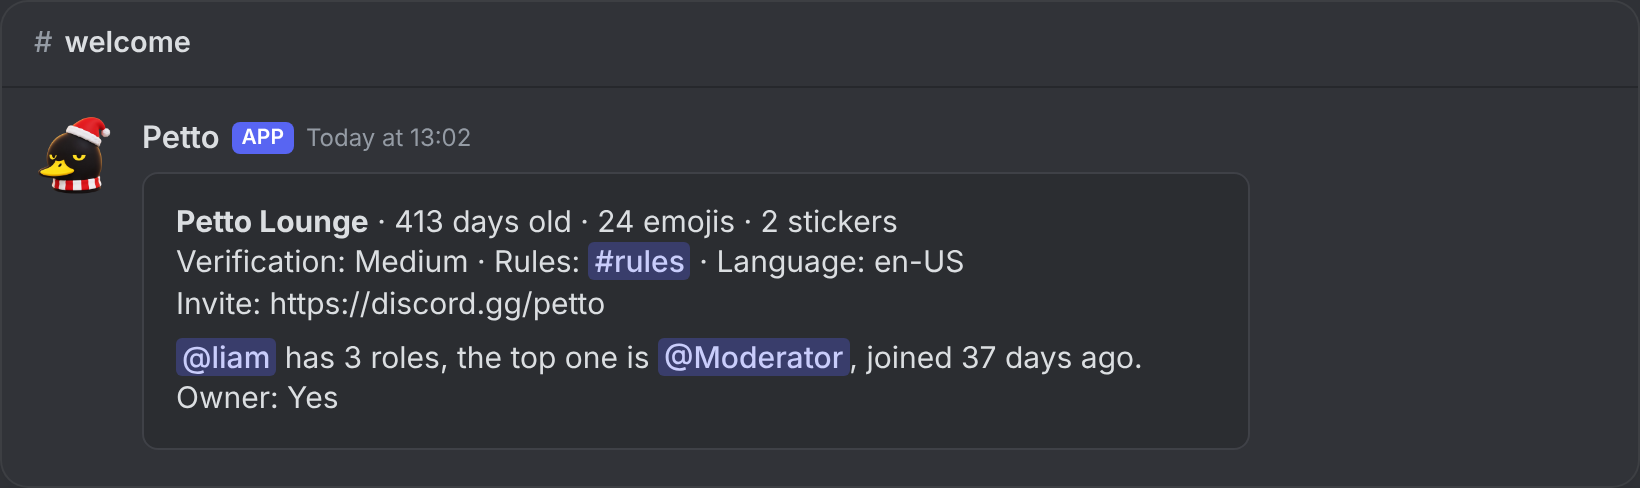 # welcome
Petto APP Today at 13:02
Petto Lounge · 413 days old · 24 emojis · 2 stickers
Verification: Medium · Rules: #rules · Language: en-US
Invite: https://discord.gg/petto
@liam has 3 roles, the top one is @Moderator, joined 37 days ago.
Owner: Yes